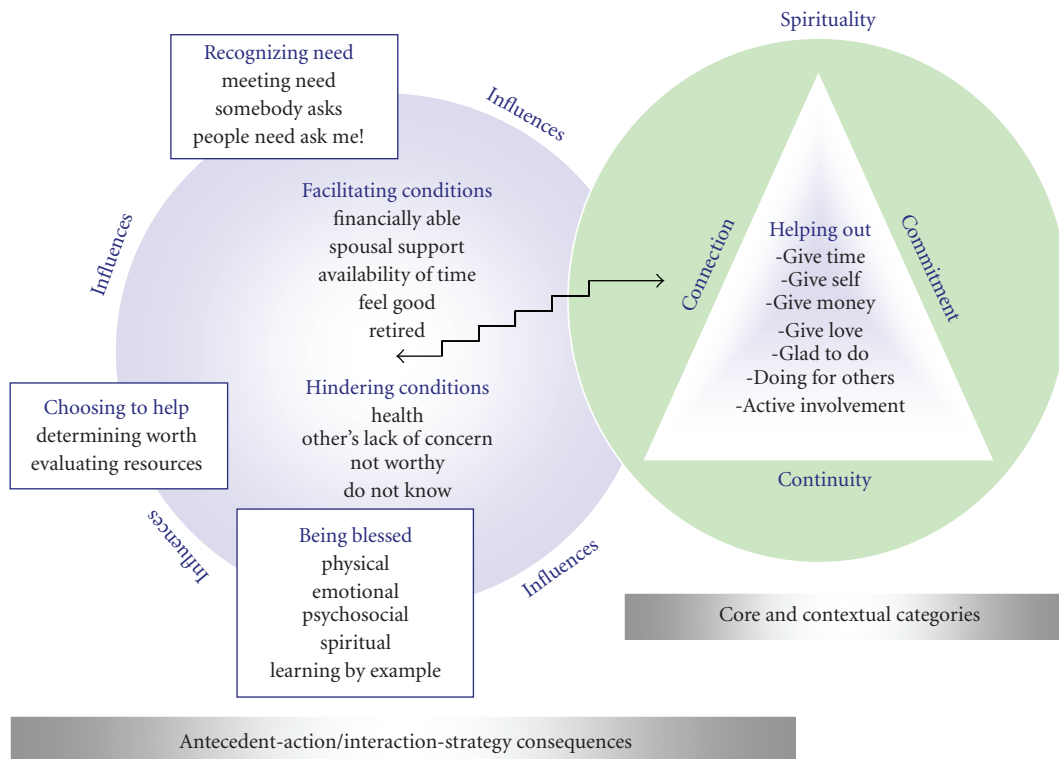 Spirituality
Recognizing need
meeting need
somebody asks
people need ask me!
Influences
Influences
Facilitating conditions
financially able
spousal support
availability of time
feel good
retired
Connection
Commitment
Helping out
-Give time
-Give self
-Give money
-Give love
-Glad to do
-Doing for others
-Active involvement
Continuity
Hindering conditions
health
other's lack of concern
not worthy
do not know
Choosing to help
determining worth
evaluating resources
Influences
Influences
Being blessed
physical
emotional
psychosocial
spiritual
learning by example
Core and contextual categories
Antecedent-action/interaction-strategy consequences